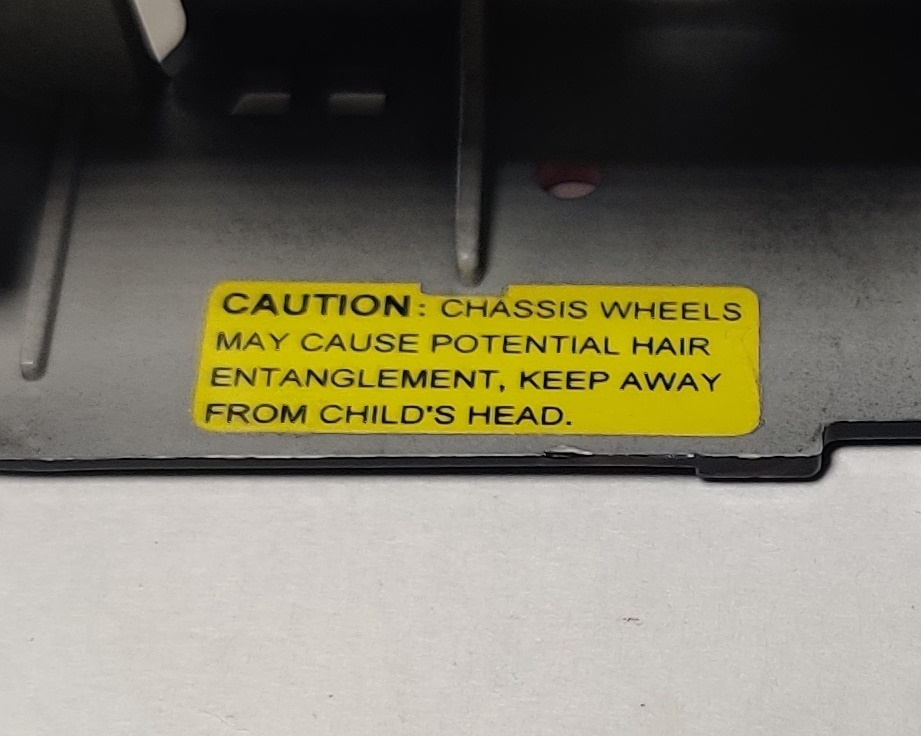 CAUTION: CHASSIS WHEELS
MAY CAUSE POTENTIAL HAIR
ENTANGLEMENT, KEEP AWAY
FROM CHILD'S HEAD.